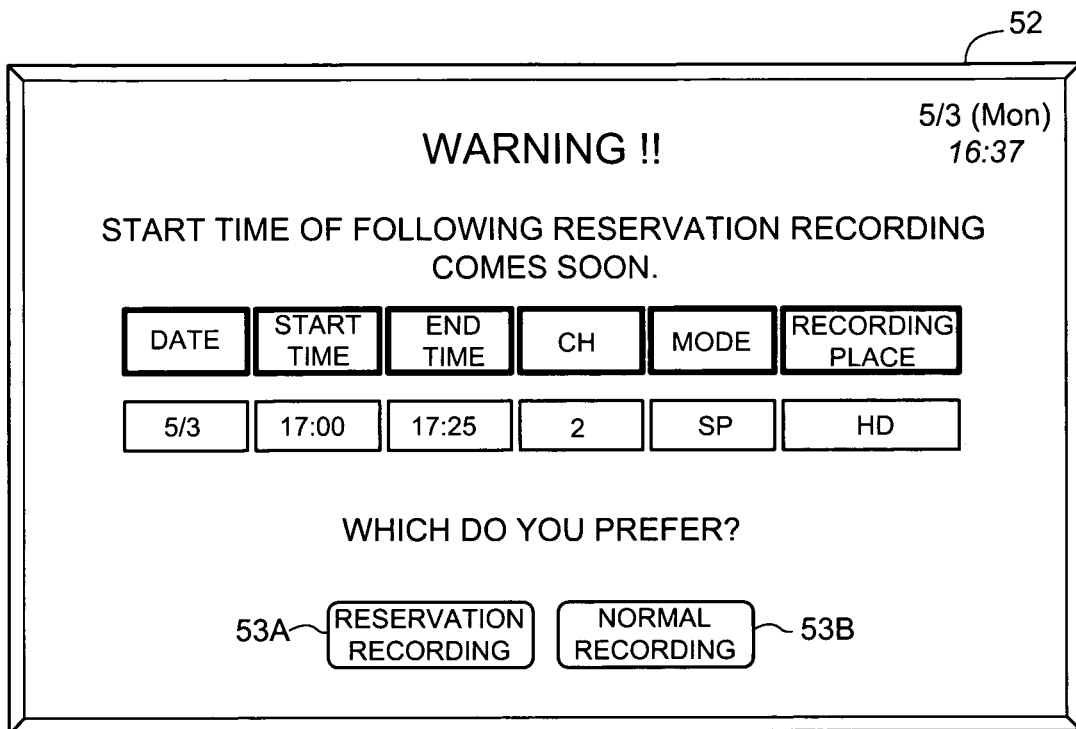 52
5/3 (Mon)
16:37
WARNING !!
START TIME OF FOLLOWING RESERVATION RECORDING
COMES SOON.
DATE
START
TIME
END
TIME
CH
MODE
RECORDING
PLACE
5/3
17:00
17:25
2
SP
HD
WHICH DO YOU PREFER?
53A
RESERVATION
RECORDING
NORMAL
RECORDING
53B